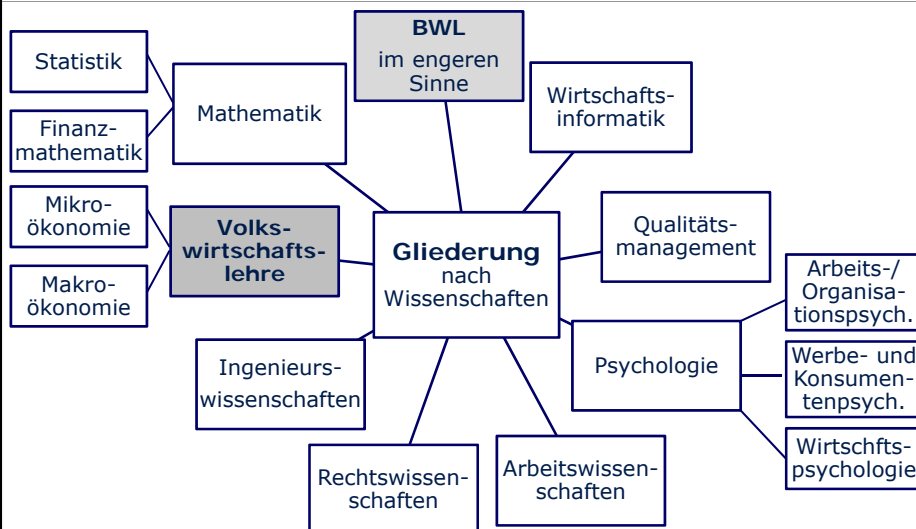 BWL
im engeren
Sinne
Statistik
Mathematik
Finanz-
mathematik
Wirtschafts-
informatik
Mikro-
ökonomie
Makro-
ökonomie
Volks-
wirtschafts-
lehre
Gliederung
nach
Wissenschaften
Qualitäts-
management
Arbeits-/
Organisa-
tionspsych.
Psychologie
Werbe- und
Konsumen-
tenpsych.
Wirtschfts-
psychologie
Ingenieurs-
wissenschaften
Rechtswissen-
schaften
Arbeitswissen-
schaften